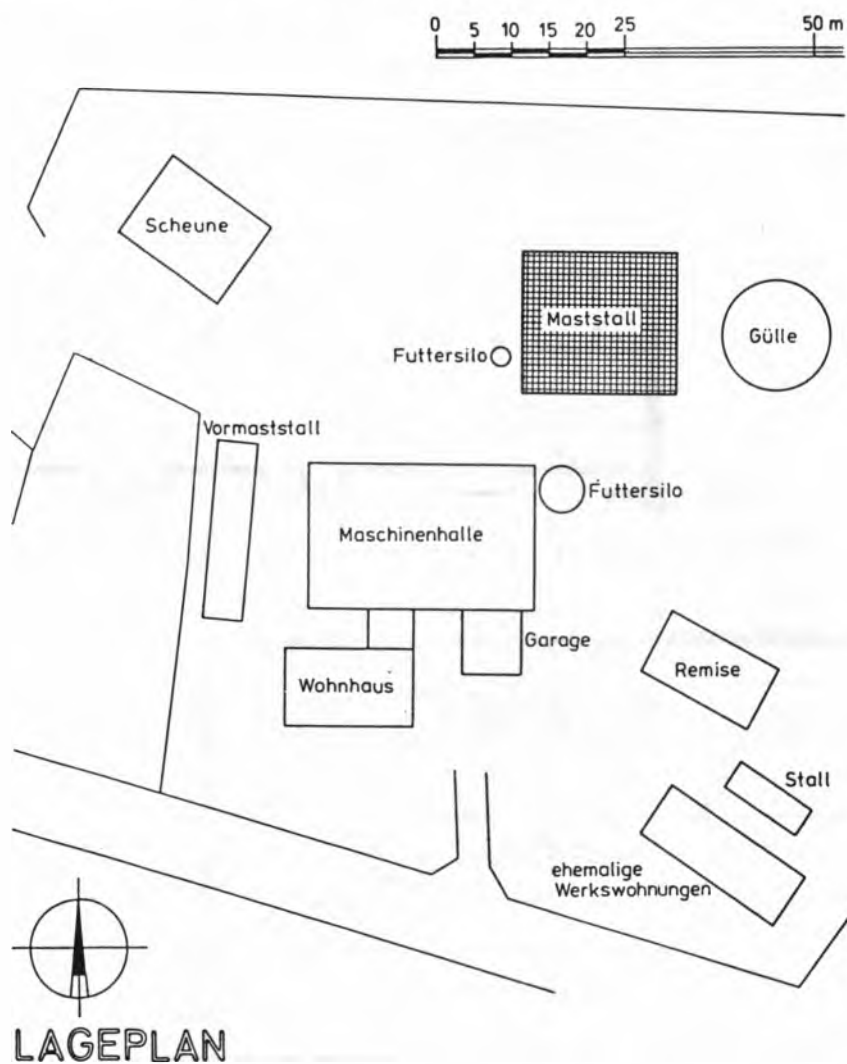 0 5 10 15 20 25 50 m
Scheune
Maststall
Gülle
Futtersilo
Vormaststall
Futtersilo
Maschinenhalle
Garage
Remise
Wohnhaus
Stall
ehemalige
Werkswohnungen
LAGEPLAN